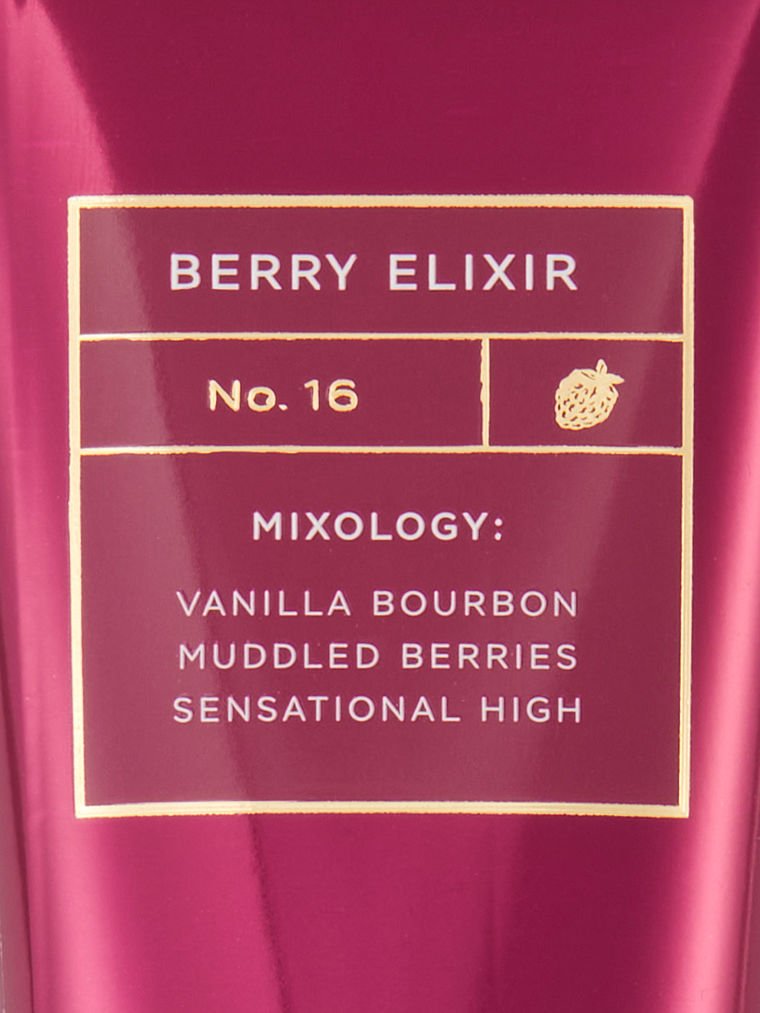 BERRY ELIXIR
No. 16
MIXOLOGY:
VANILLA BOURBON
MUDDLED BERRIES
SENSATIONAL HIGH